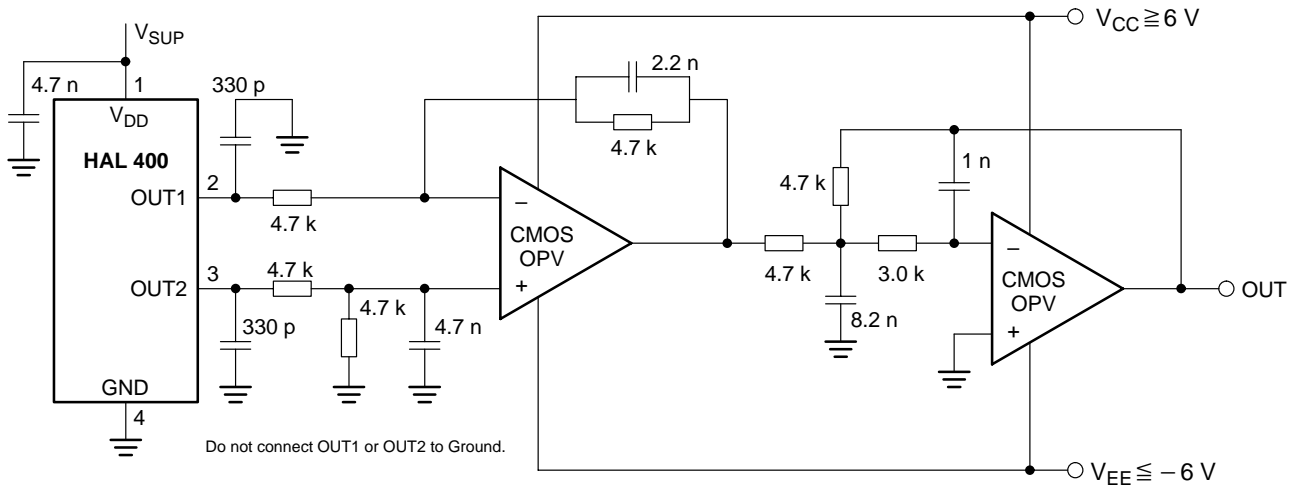 V_SUP
4.7 n
1
V_DD
HAL 400
330 p
2
OUT1
4.7 k
3
OUT2
4.7 k
330 p
4.7 k
4.7 n
GND
4
Do not connect OUT1 or OUT2 to Ground.
2.2 n
4.7 k
−
CMOS
OPV
+
4.7 k
4.7 k
3.0 k
8.2 n
1 n
−
CMOS
OPV
+
V_CC ≧ 6 V
OUT
V_EE ≦ − 6 V